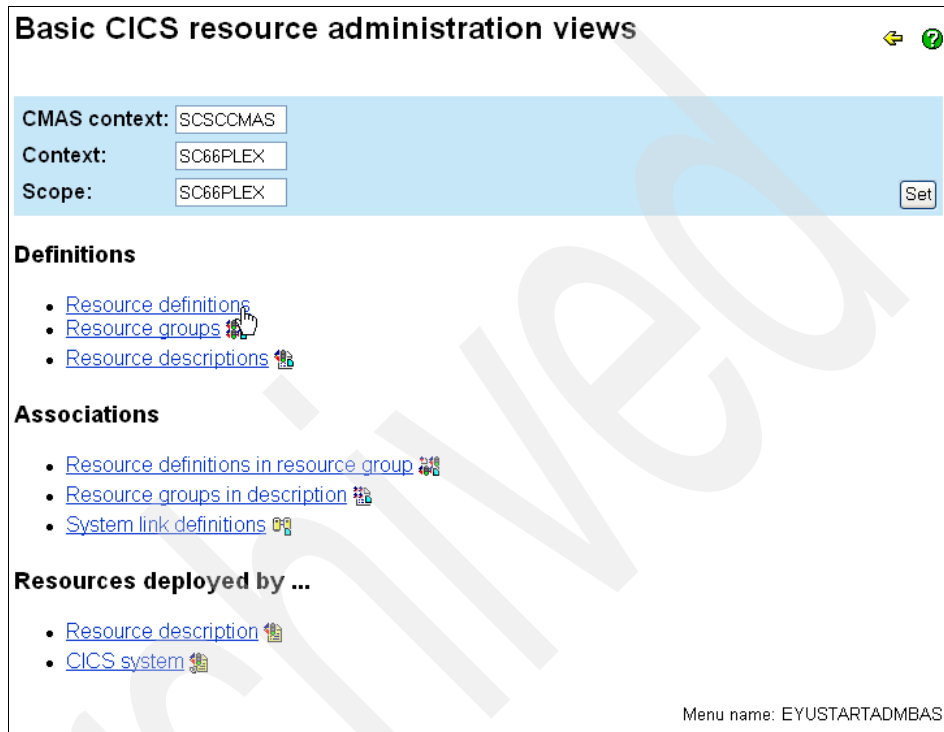 Basic CICS resource administration views
CMAS context: SCSCCMAS
Context: SC66PLEX
Scope: SC66PLEX
Set
Definitions
• Resource definitions
• Resource groups
• Resource descriptions
Associations
• Resource definitions in resource group
• Resource groups in description
• System link definitions
Resources deployed by ...
• Resource description
• CICS system
Menu name: EYUSTARTADMBAS
Archived